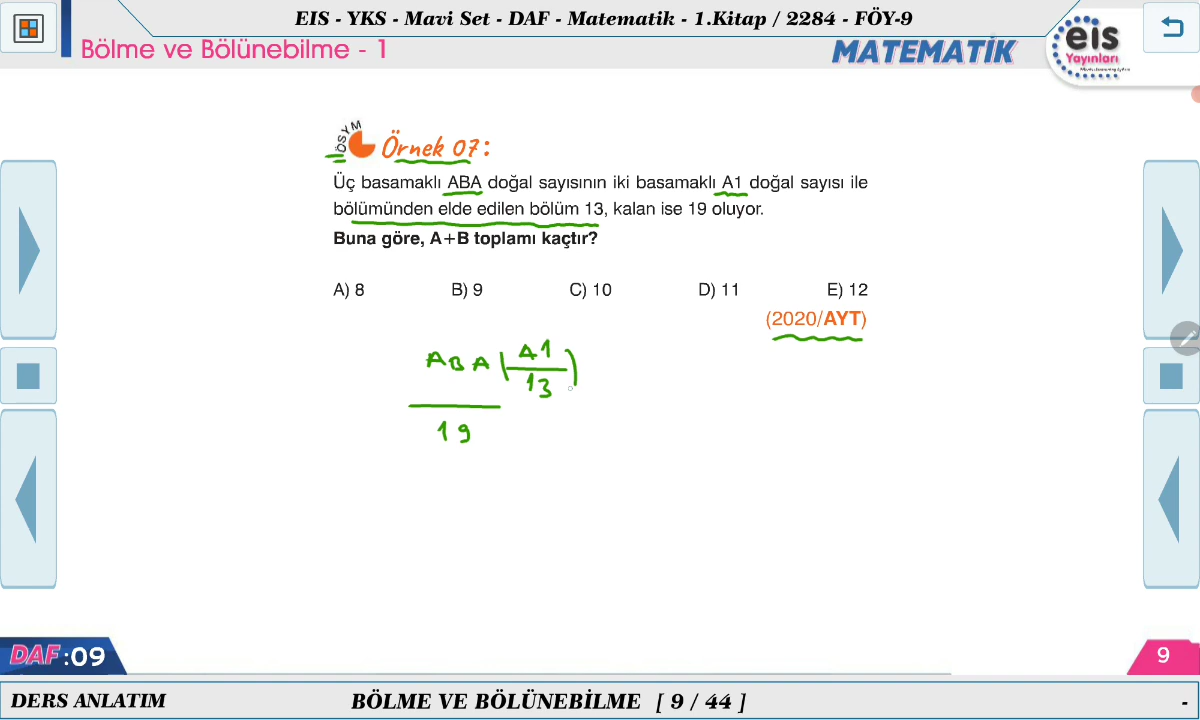 EIS - YKS - Mavi Set - DAF - Matematik - 1.Kitap / 2284 - FÖY-9
Bölme ve Bölünebilme - 1
MATEMATİK
eis
Yayınları
ÖSYM
Örnek 07:
Üç basamaklı ABA doğal sayısının iki basamaklı A1 doğal sayısı ile
bölümünden elde edilen bölüm 13, kalan ise 19 oluyor.
Buna göre, A+B toplamı kaçtır?
A) 8 B) 9 C) 10 D) 11 E) 12
(2020/AYT)
ABA A1
13
19
DAF:09
9
DERS ANLATIM BÖLME VE BÖLÜNEBİLME [ 9 / 44 ] -